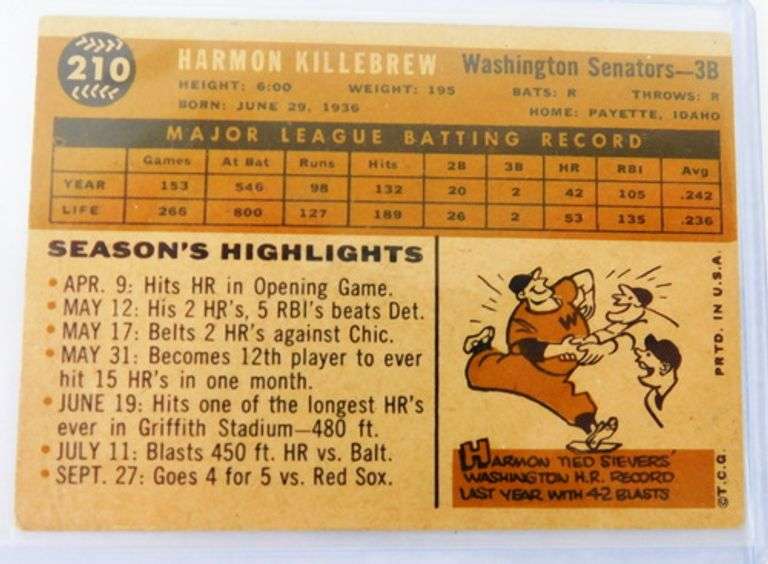 210
HARMON KILLEBREW Washington Senators—3B
HEIGHT: 6:00 WEIGHT: 195 BATS: R THROWS: R
BORN: JUNE 29, 1936 HOME: PAYETTE, IDAHO
MAJOR LEAGUE BATTING RECORD
Games At Bat Runs Hits 2B 3B HR RBI Avg
YEAR 153 546 98 132 20 2 42 105 .242
LIFE 266 800 127 189 26 2 53 135 .236
SEASON'S HIGHLIGHTS
• APR. 9: Hits HR in Opening Game.
• MAY 12: His 2 HR's, 5 RBI's beats Det.
• MAY 17: Belts 2 HR's against Chic.
• MAY 31: Becomes 12th player to ever
hit 15 HR's in one month.
• JUNE 19: Hits one of the longest HR's
ever in Griffith Stadium—480 ft.
• JULY 11: Blasts 450 ft. HR vs. Balt.
• SEPT. 27: Goes 4 for 5 vs. Red Sox.
W
HARMON TIED SIEVERS'
WASHINGTON H.R. RECORD
LAST YEAR WITH 42 BLASTS
©T.C.G. PRTD. IN U.S.A.